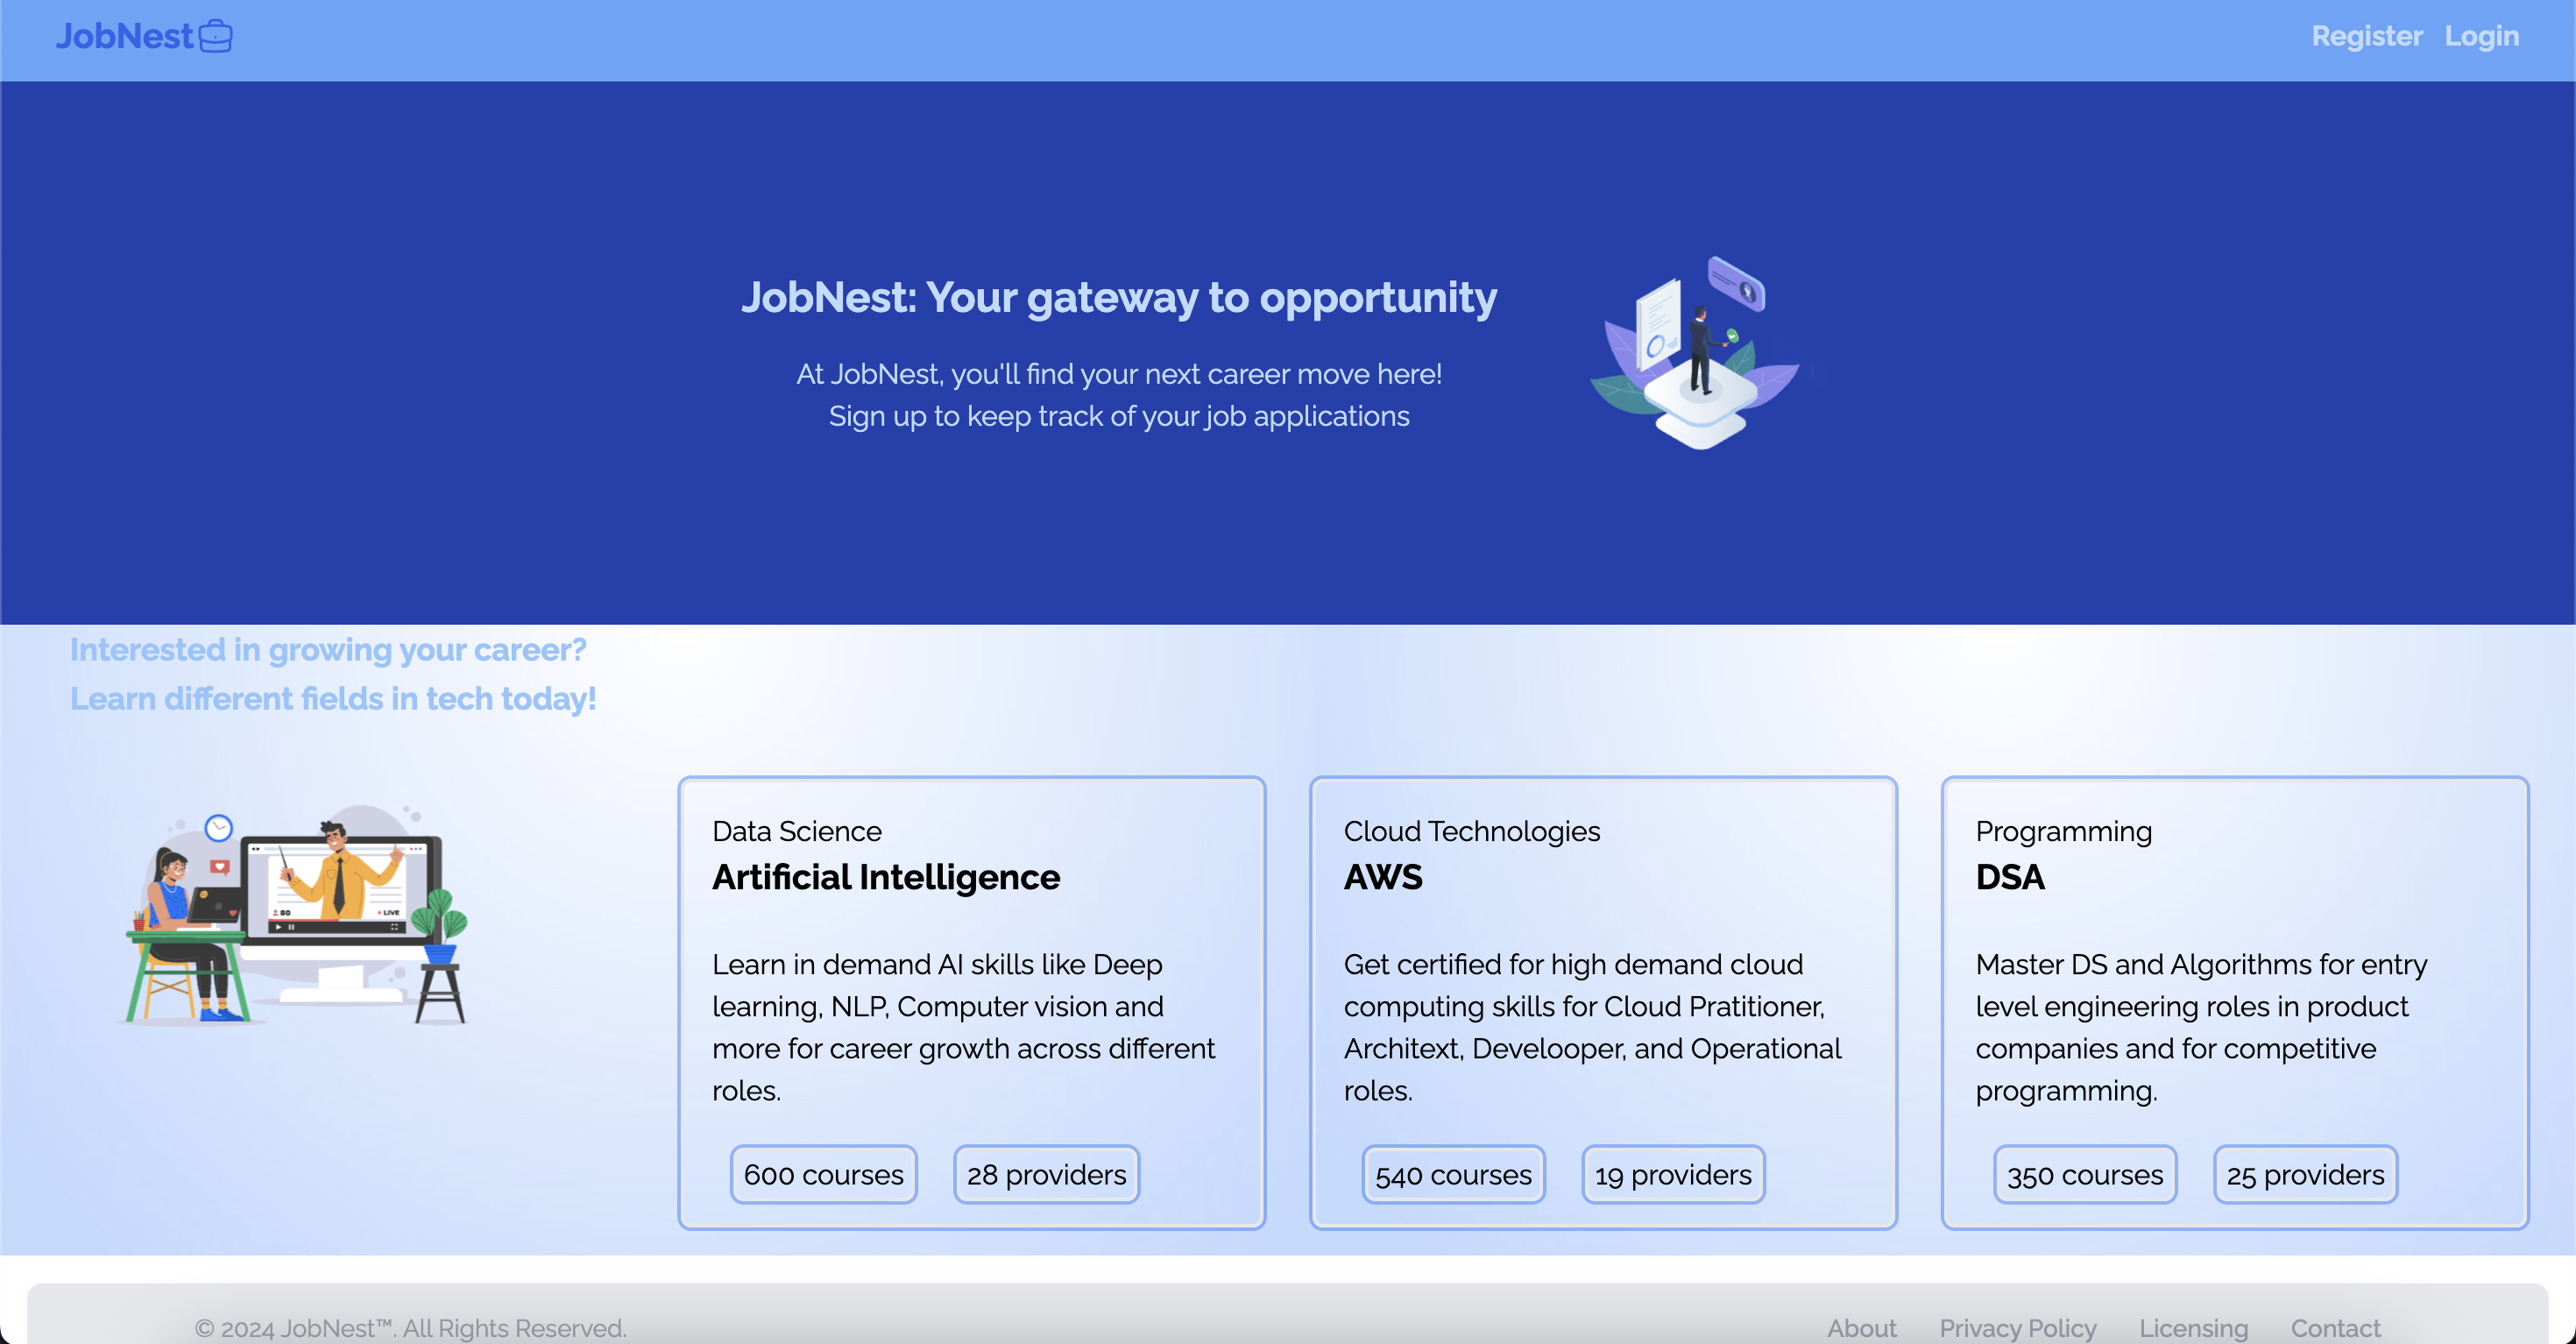 JobNest
Register Login
JobNest: Your gateway to opportunity
At JobNest, you'll find your next career move here!
Sign up to keep track of your job applications
Interested in growing your career?
Learn different fields in tech today!
80
LIVE
Data Science
Artificial Intelligence
Learn in demand AI skills like Deep
learning, NLP, Computer vision and
more for career growth across different
roles.
600 courses
28 providers
Cloud Technologies
AWS
Get certified for high demand cloud
computing skills for Cloud Pratitioner,
Architext, Develooper, and Operational
roles.
540 courses
19 providers
Programming
DSA
Master DS and Algorithms for entry
level engineering roles in product
companies and for competitive
programming.
350 courses
25 providers
© 2024 JobNest™. All Rights Reserved.
About Privacy Policy Licensing Contact